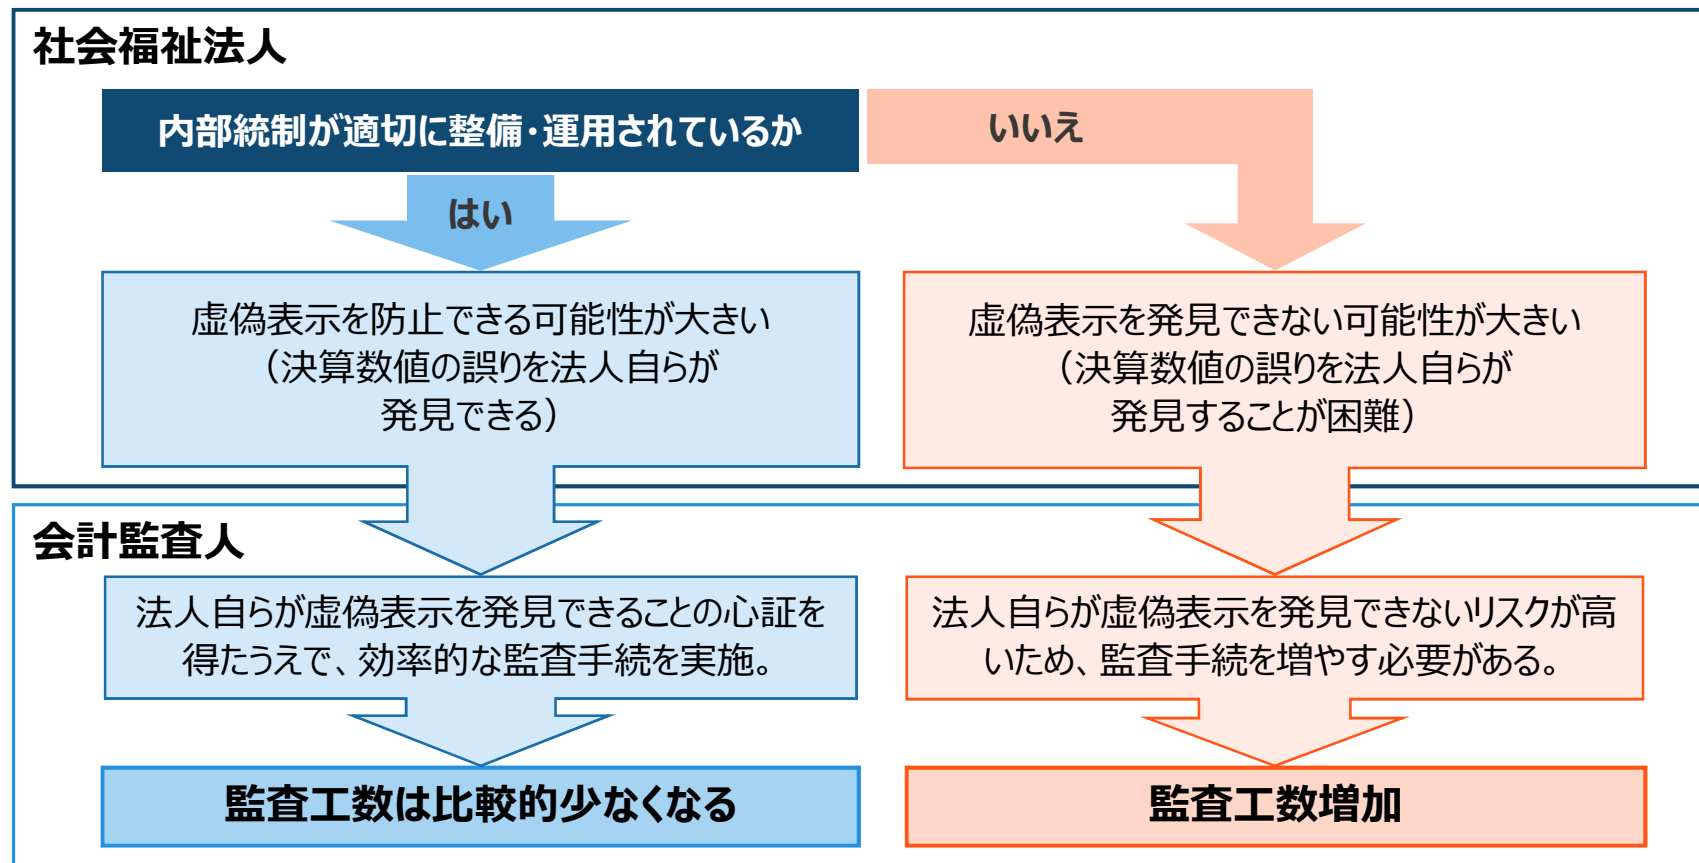 社会福祉法人
内部統制が適切に整備・運用されているか
いいえ
はい
虚偽表示を防止できる可能性が大きい
（決算数値の誤りを法人自らが
発見できる）
虚偽表示を発見できない可能性が大きい
（決算数値の誤りを法人自らが
発見することが困難）
会計監査人
法人自らが虚偽表示を発見できることの心証を
得たうえで、効率的な監査手続を実施。
法人自らが虚偽表示を発見できないリスクが高
いため、監査手続を増やす必要がある。
監査工数は比較的少なくなる
監査工数増加